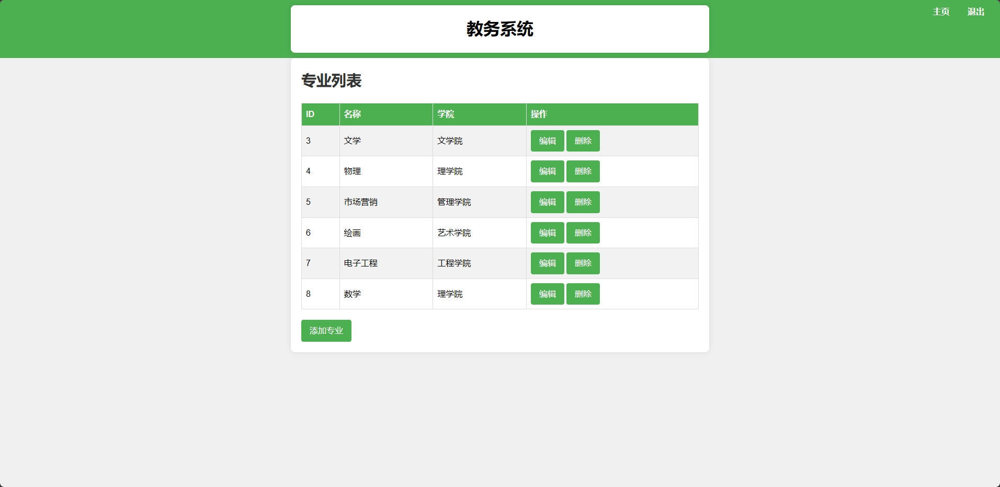 主页 退出
教务系统
专业列表
ID 名称 学院 操作
3 文学 文学院 编辑 删除
4 物理 理学院 编辑 删除
5 市场营销 管理学院 编辑 删除
6 绘画 艺术学院 编辑 删除
7 电子工程 工程学院 编辑 删除
8 数学 理学院 编辑 删除
添加专业